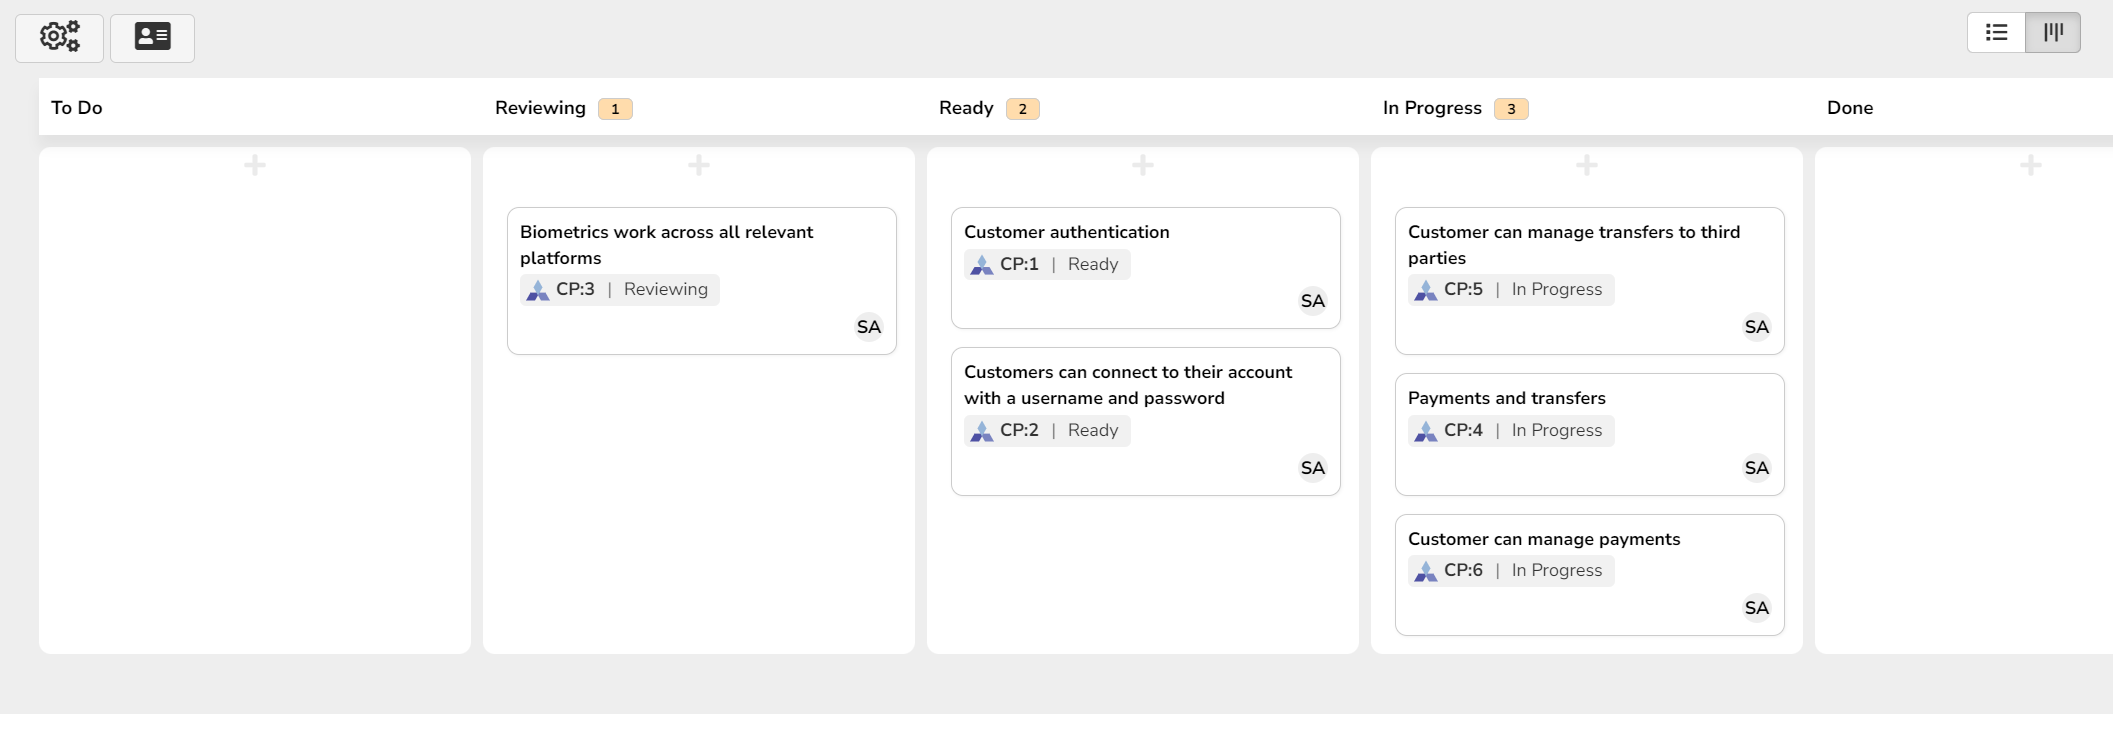 To Do
Reviewing 1
Ready 2
In Progress 3
Done
Biometrics work across all relevant
platforms
CP:3 | Reviewing
SA
Customer authentication
CP:1 | Ready
SA
Customers can connect to their account
with a username and password
CP:2 | Ready
SA
Customer can manage transfers to third
parties
CP:5 | In Progress
SA
Payments and transfers
CP:4 | In Progress
SA
Customer can manage payments
CP:6 | In Progress
SA